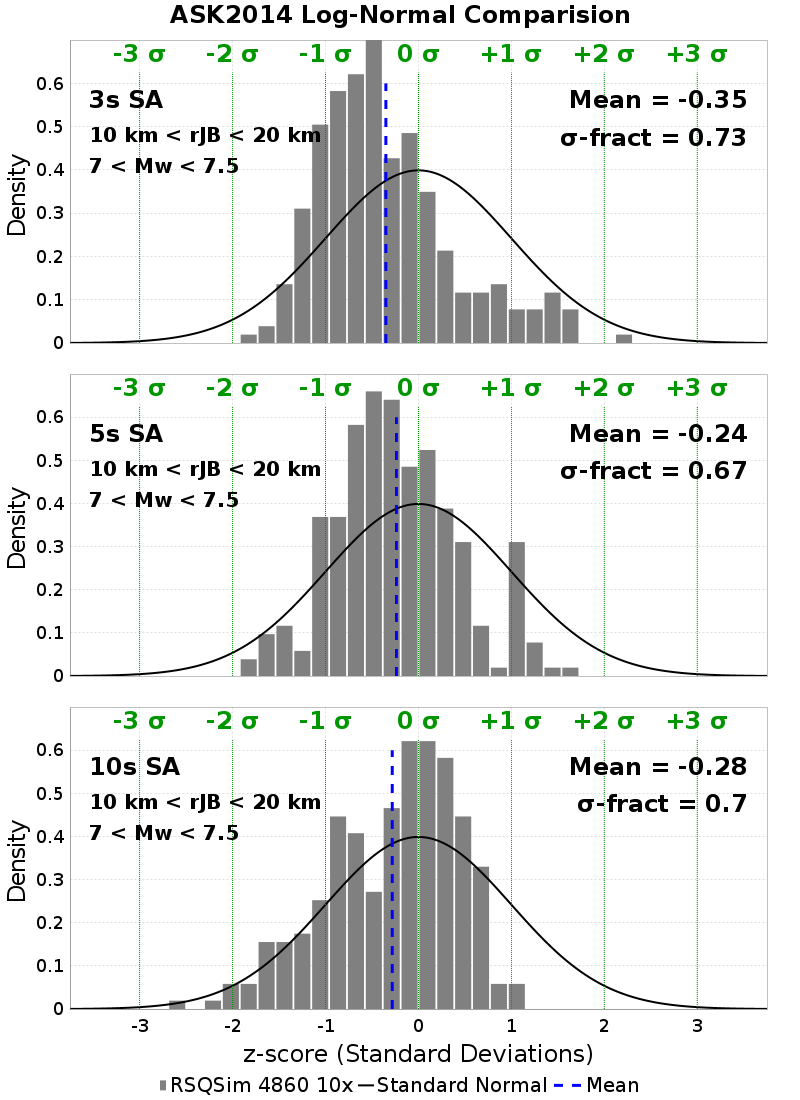 ASK2014 Log-Normal Comparision
-3 σ -2 σ -1 σ 0 σ +1 σ +2 σ +3 σ
3s SA
10 km < rJB < 20 km
7 < Mw < 7.5
Mean = -0.35
σ-fract = 0.73
Density
0.6
0.5
0.4
0.3
0.2
0.1
0
-3 σ -2 σ -1 σ 0 σ +1 σ +2 σ +3 σ
5s SA
10 km < rJB < 20 km
7 < Mw < 7.5
Mean = -0.24
σ-fract = 0.67
Density
0.6
0.5
0.4
0.3
0.2
0.1
0
-3 σ -2 σ -1 σ 0 σ +1 σ +2 σ +3 σ
10s SA
10 km < rJB < 20 km
7 < Mw < 7.5
Mean = -0.28
σ-fract = 0.7
Density
0.6
0.5
0.4
0.3
0.2
0.1
0
-3 -2 -1 0 1 2 3
z-score (Standard Deviations)
RSQSim 4860 10x Standard Normal Mean